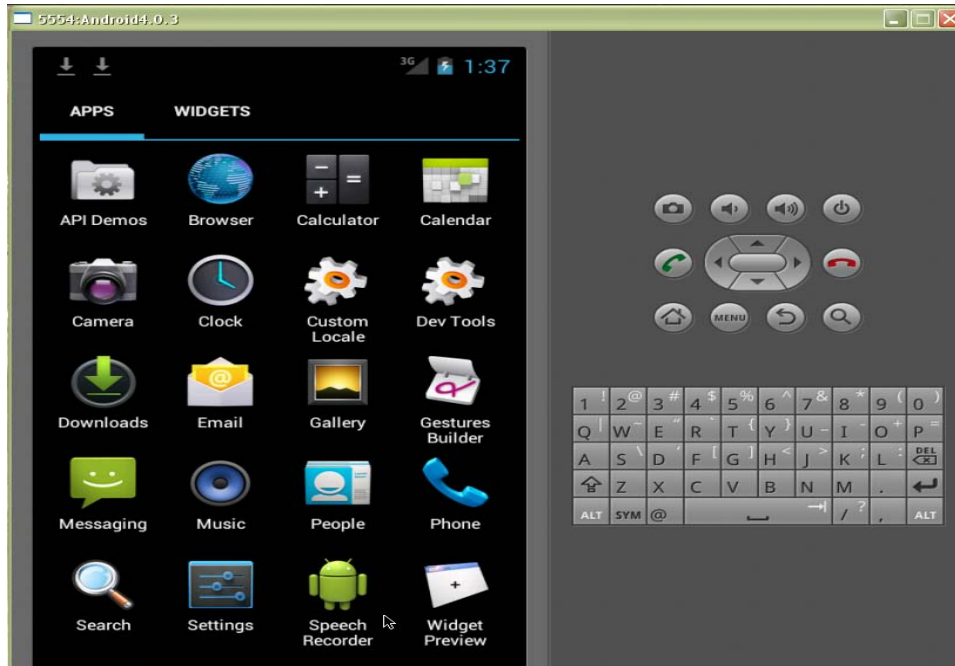 5554:Android4.0.3
3G 1:37
APPS WIDGETS
API Demos Browser Calculator Calendar
Camera Clock Custom Locale Dev Tools
Downloads Email Gallery Gestures Builder
Messaging Music People Phone
Search Settings Speech Recorder Widget Preview
MENU
1 ! 2 @ 3 # 4 $ 5 % 6 ^ 7 & 8 * 9 ( 0 )
Q | W ~ E " R ` T { Y } U _ I - O + P =
A S \ D ' F [ G ] H < J > K ; L : DEL
Z X C V B N M .
ALT SYM @ / ? , ALT